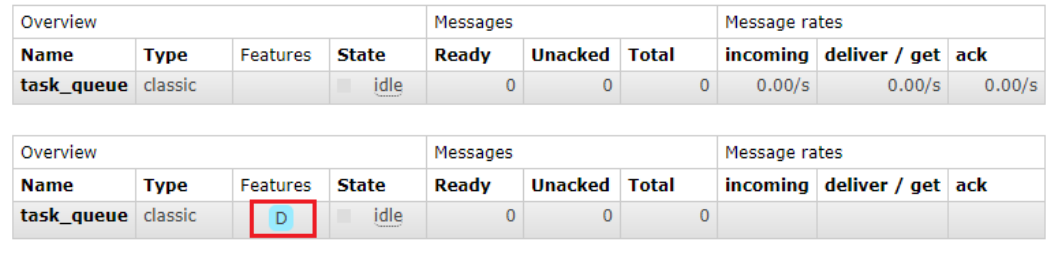 Overview Messages Message rates
Name Type Features State Ready Unacked Total incoming deliver / get ack
task_queue classic idle 0 0 0 0.00/s 0.00/s 0.00/s
Overview Messages Message rates
Name Type Features State Ready Unacked Total incoming deliver / get ack
task_queue classic D idle 0 0 0